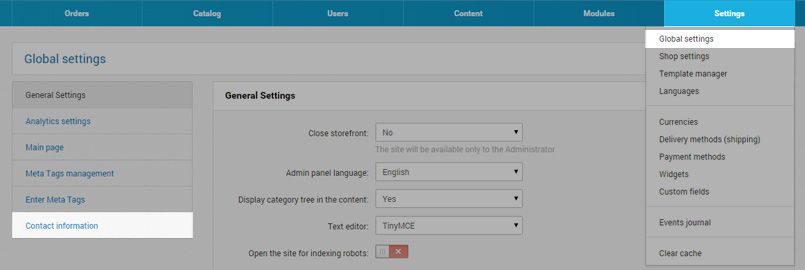 Orders Catalog Users Content Modules Settings
Global settings
General Settings
Analytics settings
Main page
Meta Tags management
Enter Meta Tags
Contact information
General Settings
Close storefront: No
The site will be available only to the Administrator
Admin panel language: English
Display category tree in the content: Yes
Text editor: TinyMCE
Open the site for indexing robots:
Global settings
Shop settings
Template manager
Languages
Currencies
Delivery methods (shipping)
Payment methods
Widgets
Custom fields
Events journal
Clear cache